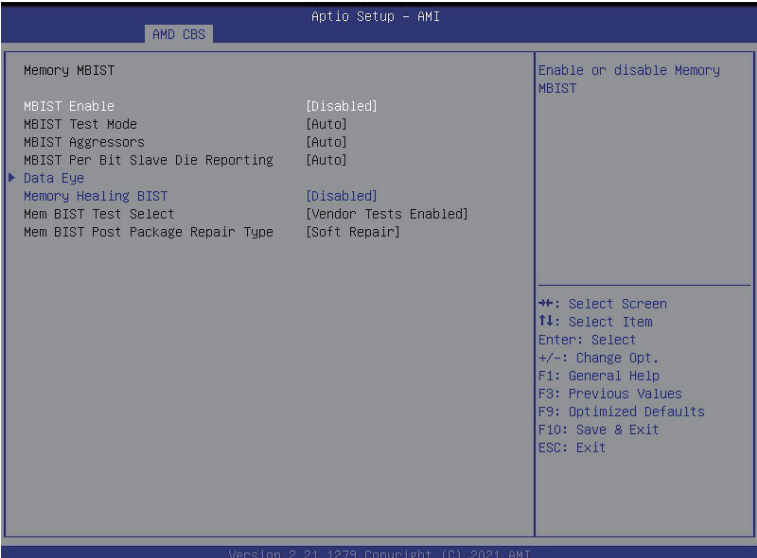 Aptio Setup – AMI
AMD CBS
Memory MBIST
MBIST Enable [Disabled]
MBIST Test Mode [Auto]
MBIST Aggressors [Auto]
MBIST Per Bit Slave Die Reporting [Auto]
Data Eye
Memory Healing BIST [Disabled]
Mem BIST Test Select [Vendor Tests Enabled]
Mem BIST Post Package Repair Type [Soft Repair]
Enable or disable Memory
MBIST
→←: Select Screen
↑↓: Select Item
Enter: Select
+/-: Change Opt.
F1: General Help
F3: Previous Values
F9: Optimized Defaults
F10: Save & Exit
ESC: Exit
Version 2.21.1279 Copyright (C) 2021 AMI